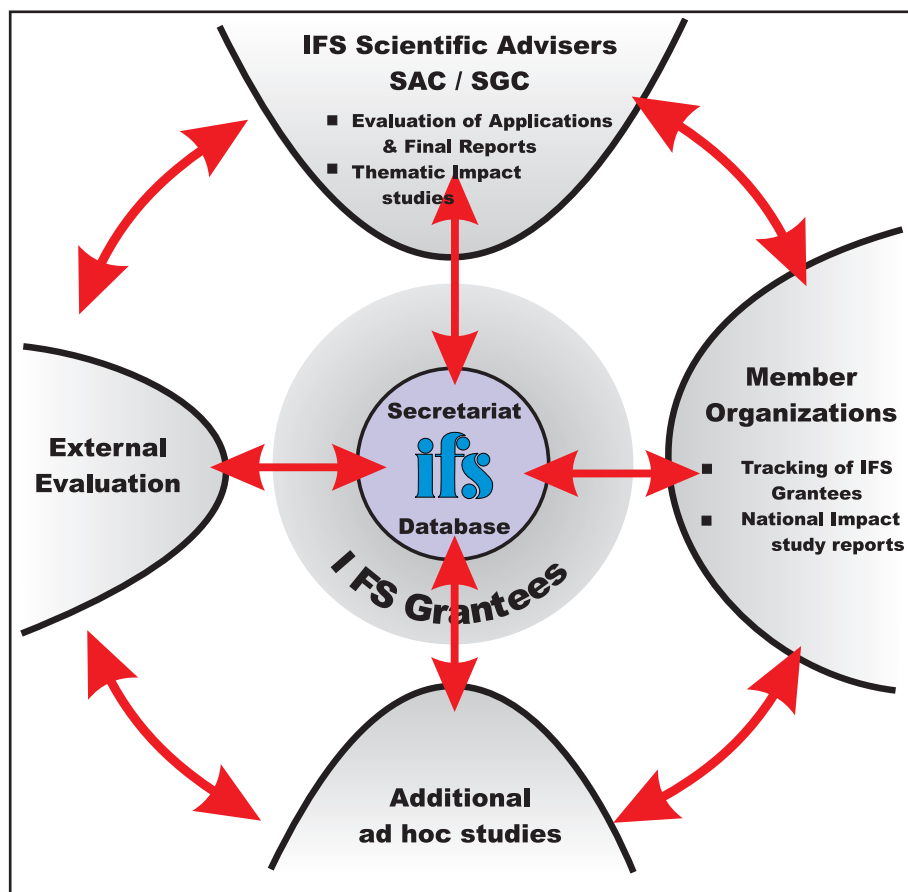 IFS Scientific Advisers
SAC / SGC
▪ Evaluation of Applications
& Final Reports
▪ Thematic Impact
studies
External
Evaluation
Secretariat
ifs
Database
IFS Grantees
Member
Organizations
▪ Tracking of IFS
Grantees
▪ National Impact
study reports
Additional
ad hoc studies